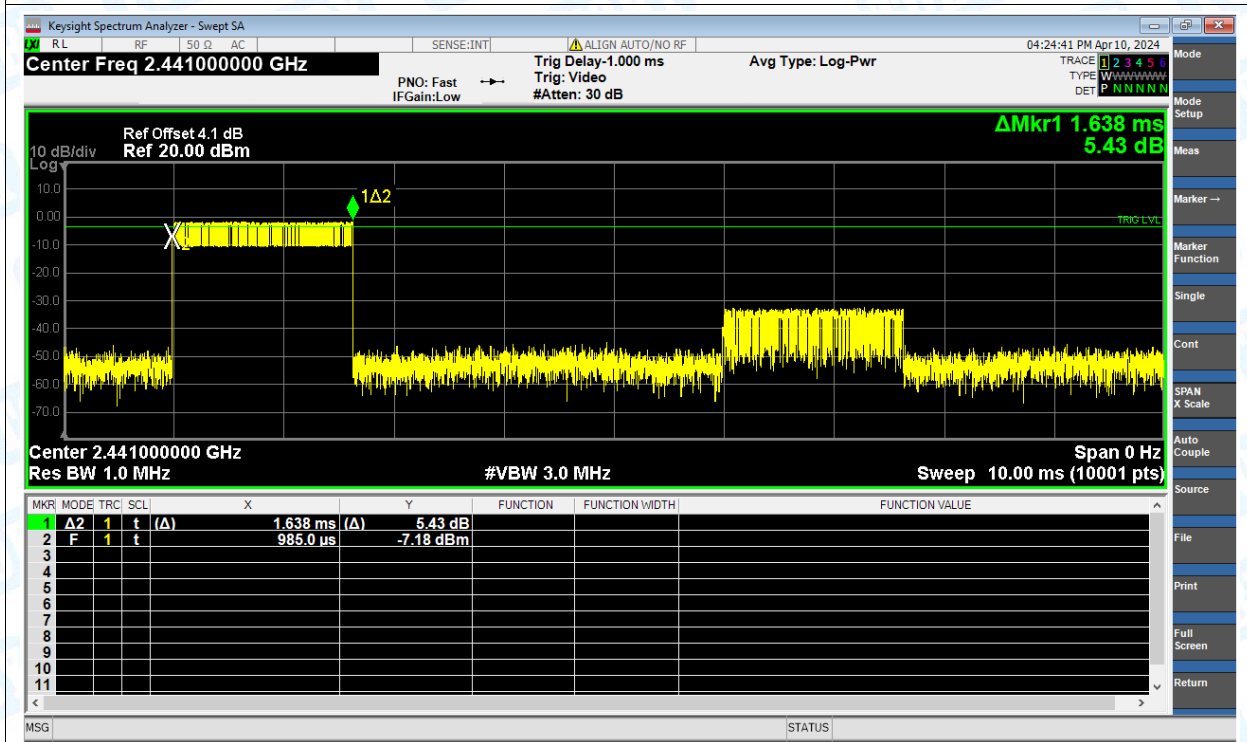 Keysight Spectrum Analyzer - Swept SA
LXI RL RF 50 Ω AC SENSE:INT ALIGN AUTO/NO RF 04:24:41 PM Apr 10, 2024
Center Freq 2.441000000 GHz
PNO: Fast
IFGain:Low
Trig Delay-1.000 ms
Trig: Video
#Atten: 30 dB
Avg Type: Log-Pwr
TRACE 1 2 3 4 5 6
TYPE WWWWWW
DET P N N N N N
ΔMkr1 1.638 ms
5.43 dB
Ref Offset 4.1 dB
10 dB/div Ref 20.00 dBm
Log
10.0
0.00
-10.0
-20.0
-30.0
-40.0
-50.0
-60.0
-70.0
1Δ2
TRIG LVL
Center 2.441000000 GHz Span 0 Hz
Res BW 1.0 MHz #VBW 3.0 MHz Sweep 10.00 ms (10001 pts)
MKR MODE TRC SCL X Y FUNCTION FUNCTION WIDTH FUNCTION VALUE
1 Δ2 1 t (Δ) 1.638 ms (Δ) 5.43 dB
2 F 1 t 985.0 µs -7.18 dBm
3
4
5
6
7
8
9
10
11
MSG STATUS
Mode
Mode
Setup
Meas
Marker →
Marker
Function
Single
Cont
SPAN
X Scale
Auto
Couple
Source
File
Print
Full
Screen
Return